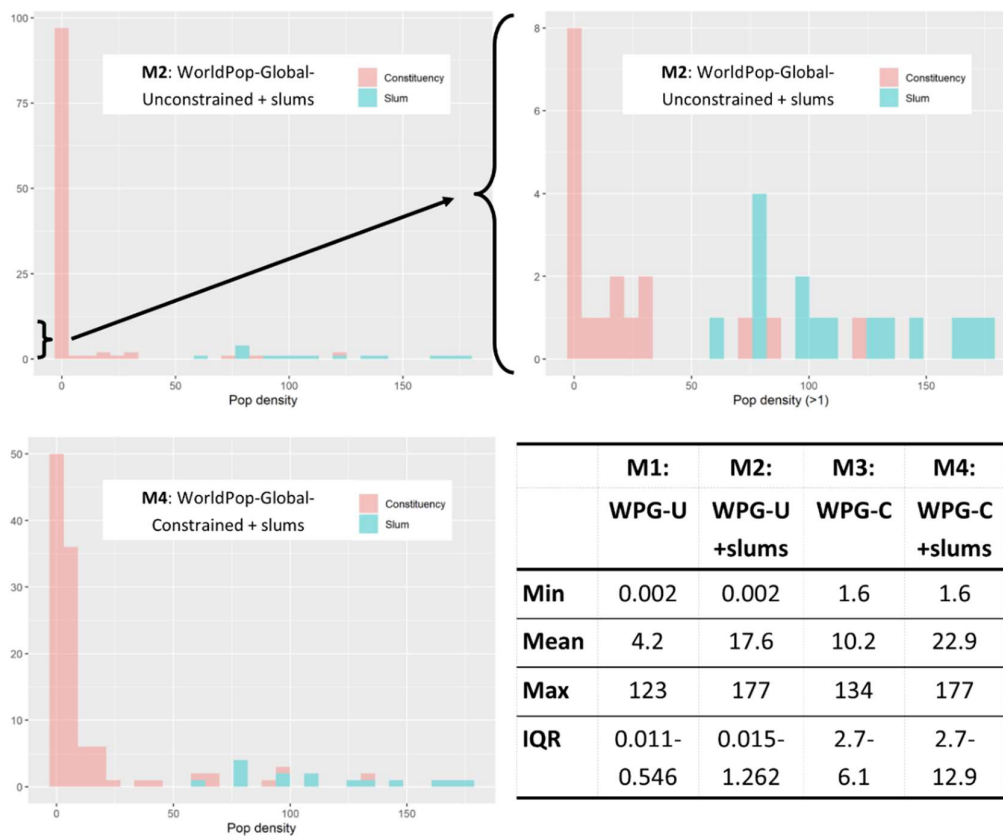 100
75
50
25
0
M2: WorldPop-Global-
Unconstrained + slums
Constituency
Slum
0 50 100 150
Pop density
8
6
4
2
0
M2: WorldPop-Global-
Unconstrained + slums
Constituency
Slum
0 50 100 150
Pop density (>1)
50
40
30
20
10
0
M4: WorldPop-Global-
Constrained + slums
Constituency
Slum
0 50 100 150
Pop density
M1: M2: M3: M4:
WPG-U WPG-U WPG-C WPG-C
+slums +slums
Min 0.002 0.002 1.6 1.6
Mean 4.2 17.6 10.2 22.9
Max 123 177 134 177
IQR 0.011- 0.015- 2.7- 2.7-
0.546 1.262 6.1 12.9